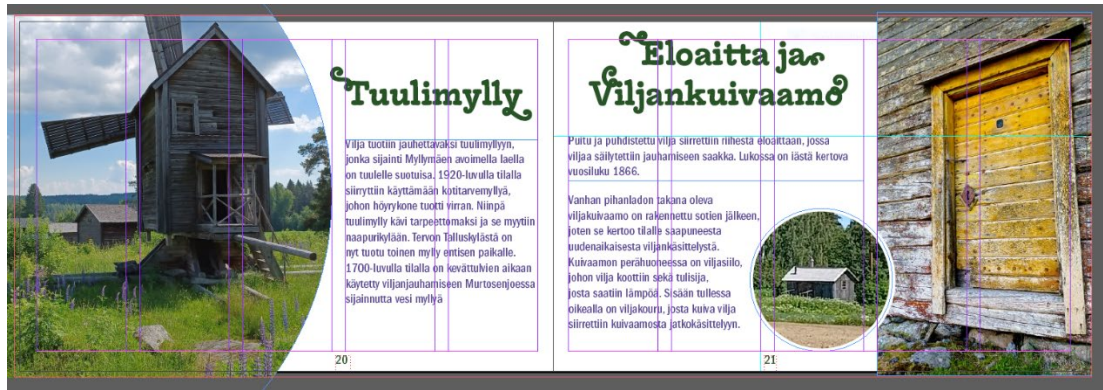 Tuulimylly
Vilja tuotiin jauhettavaksi tuulimyllyyn,
jonka sijainti Myllymäen avoimella laella
on tuulelle suotuisa. 1920-luvulla tilalla
siirryttiin käyttämään kotitarvemyllyä,
johon höyrykone tuotti virran. Niinpä
tuulimylly kävi tarpeettomaksi ja se myytiin
naapurikylään. Tervon Talluskylästä on
nyt tuotu toinen mylly entisen paikalle.
1700-luvulla tilalla on kevättulvien aikaan
käytetty viljanjauhamiseen Murtosenjoessa
sijainnutta vesi myllyä
20
Eloaitta ja
Viljankuivaamo
Puitu ja puhdistettu vilja siirrettiin riihestä eloaittaan, jossa
viljaa säilytettiin jauhamiseen saakka. Lukossa on iästä kertova
vuosiluku 1866.
Vanhan pihanladon takana oleva
viljakuivaamo on rakennettu sotien jälkeen,
joten se kertoo tilalle saapuneesta
uudenaikaisesta viljankäsittelystä.
Kuivaamon perähuoneessa on viljasiilo,
johon vilja koottiin sekä tulisija,
josta saatiin lämpöä. Sisään tullessa
oikealla on viljakouru, josta kuiva vilja
siirrettiin kuivaamosta jatkokäsittelyyn.
21